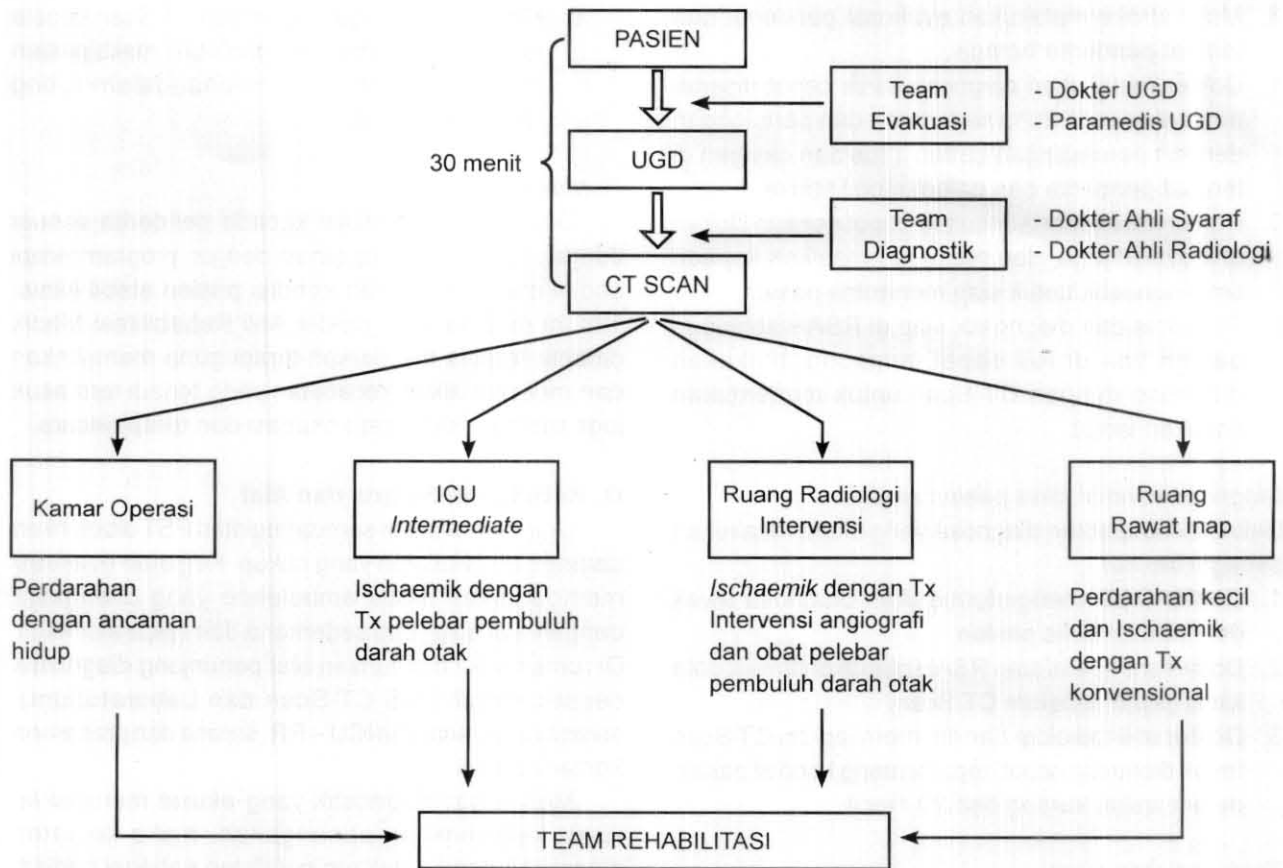 PASIEN
Team
Evakuasi
- Dokter UGD
- Paramedis UGD
30 menit
UGD
Team
Diagnostik
- Dokter Ahli Syaraf
- Dokter Ahli Radiologi
CT SCAN
Kamar Operasi
ICU
Intermediate
Ruang Radiologi
Intervensi
Ruang
Rawat Inap
Perdarahan
dengan ancaman
hidup
Ischaemik dengan
Tx pelebar pembuluh
darah otak
Ischaemik dengan Tx
Intervensi angiografi
dan obat pelebar
pembuluh darah otak
Perdarahan kecil
dan Ischaemik
dengan Tx
konvensional
TEAM REHABILITASI